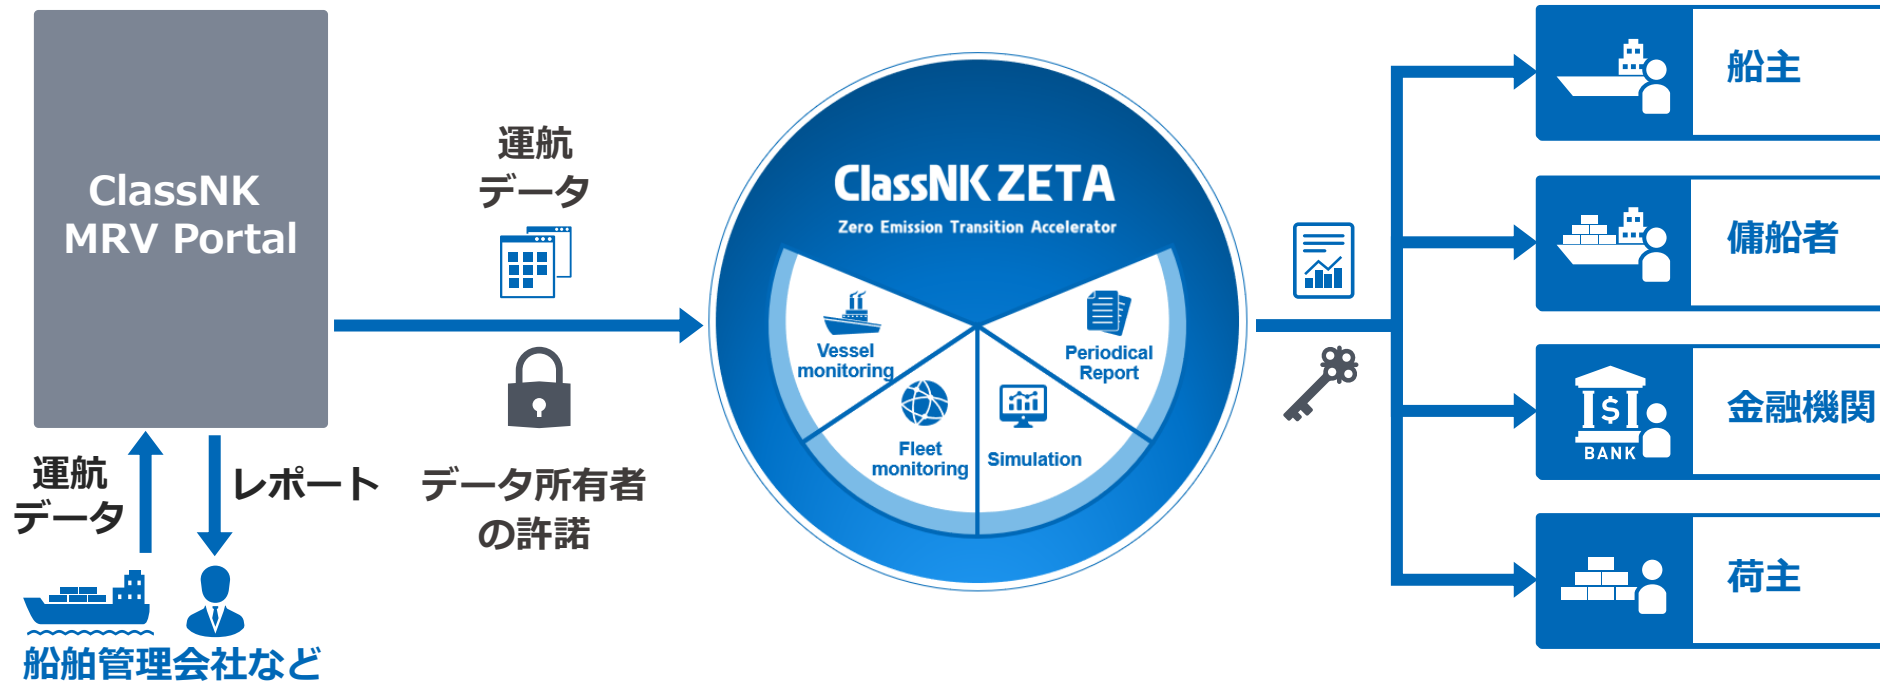 ClassNK
MRV Portal
運航
データ
レポート
船舶管理会社など
運航
データ
データ所有者
の許諾
ClassNK ZETA
Zero Emission Transition Accelerator
Vessel
monitoring
Fleet
monitoring
Simulation
Periodical
Report
船主
傭船者
$
BANK
金融機関
荷主